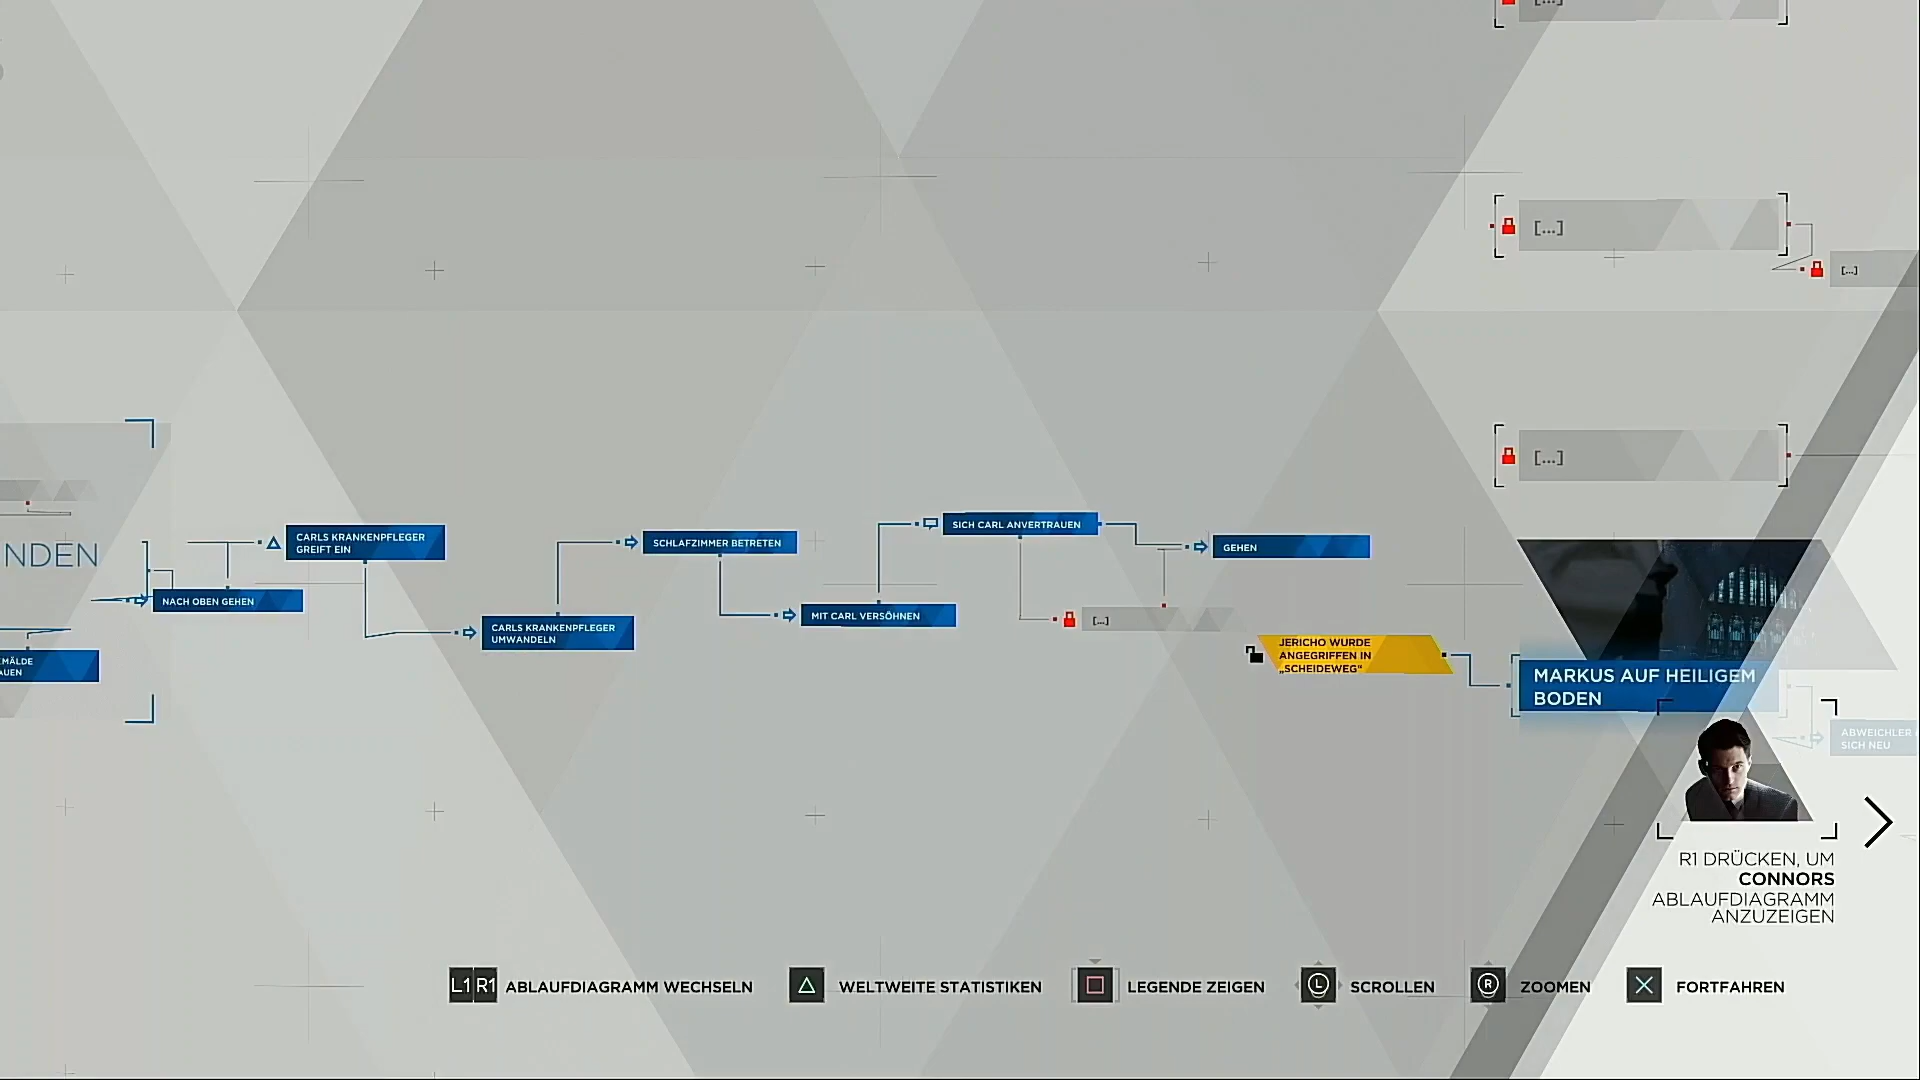 [...]
[...]
[...]
[...]
NDEN
CARLS KRANKENPFLEGER
GREIFT EIN
NACH OBEN GEHEN
CARLS KRANKENPFLEGER
UMWANDELN
SCHLAFZIMMER BETRETEN
MIT CARL VERSÖHNEN
SICH CARL ANVERTRAUEN
[...]
GEHEN
JERICHO WURDE
ANGEGRIFFEN IN
„SCHEIDEWEG“
MARKUS AUF HEILIGEM
BODEN
EMÄLDE
AUEN
ABWEICHLER
SICH NEU
R1 DRÜCKEN, UM
CONNORS
ABLAUFDIAGRAMM
ANZUZEIGEN
L1 R1 ABLAUFDIAGRAMM WECHSELN
WELTWEITE STATISTIKEN
LEGENDE ZEIGEN
L SCROLLEN
R ZOOMEN
FORTFAHREN